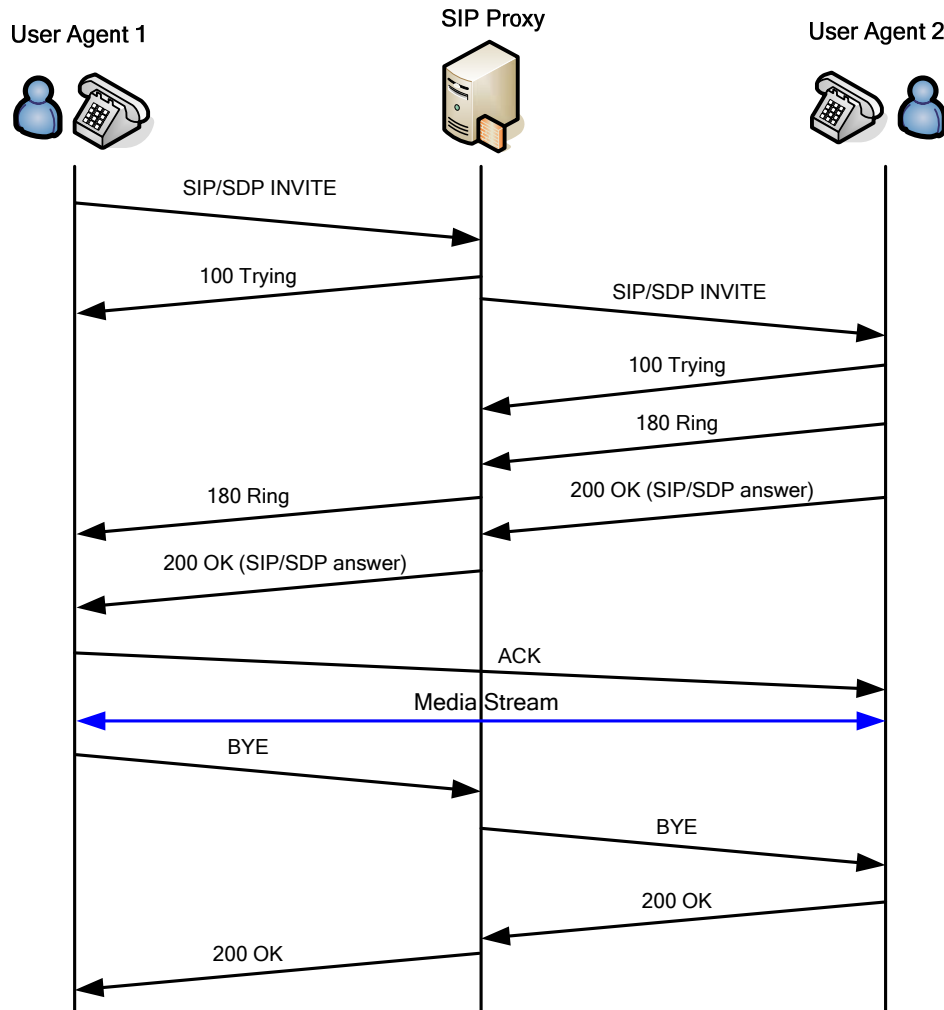 User Agent 1
SIP Proxy
User Agent 2
SIP/SDP INVITE
100 Trying
SIP/SDP INVITE
100 Trying
180 Ring
180 Ring
200 OK (SIP/SDP answer)
200 OK (SIP/SDP answer)
ACK
Media Stream
BYE
BYE
200 OK
200 OK